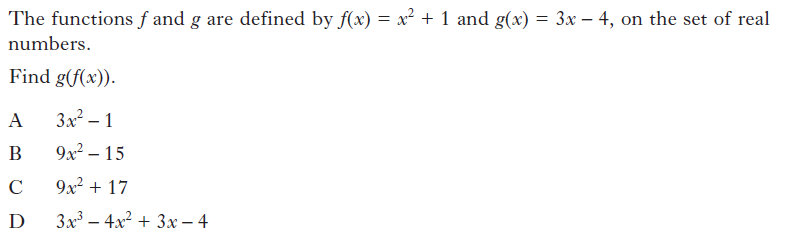 The functions f and g are defined by f(x) = x² + 1 and g(x) = 3x – 4, on the set of real
numbers.
Find g(f(x)).
A 3x² – 1
B 9x² – 15
C 9x² + 17
D 3x³ – 4x² + 3x – 4